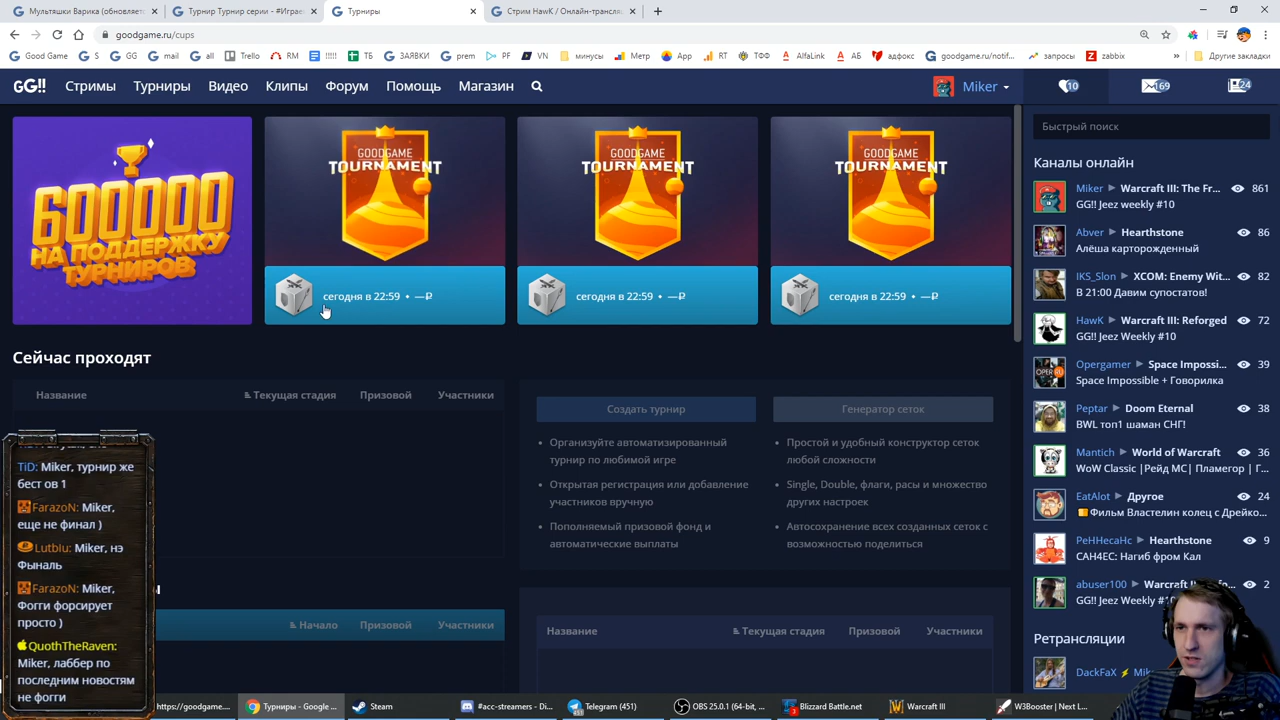 Мультяшки Варика (обновляетс
Турнир Турнир серии - #Играе
Турниры
Стрим HawK / Онлайн-трансля
goodgame.ru/cups
Good Game
S
GG
mail
all
Trello
RM
!!!!!
ТБ
ЗАЯВКИ
prem
PF
VN
минусы
Метр
App
RT
ТФФ
AlfaLink
АБ
адфокс
goodgame.ru/notif...
запросы
zabbix
Другие закладки
GG!!
Стримы
Турниры
Видео
Клипы
Форум
Помощь
Магазин
Miker
10
169
24
600000
НА ПОДДЕРЖКУ
ТУРНИРОВ
GOODGAME
TOURNAMENT
сегодня в 22:59 • —₽
GOODGAME
TOURNAMENT
сегодня в 22:59 • —₽
GOODGAME
TOURNAMENT
сегодня в 22:59 • —₽
Сейчас проходят
Название
Текущая стадия
Призовой
Участники
Создать турнир
• Организуйте автоматизированный
турнир по любимой игре
• Открытая регистрация или добавление
участников вручную
• Пополняемый призовой фонд и
автоматические выплаты
Генератор сеток
• Простой и удобный конструктор сеток
любой сложности
• Single, Double, флаги, расы и множество
других настроек
• Автосохранение всех созданных сеток с
возможностью поделиться
Начало
Призовой
Участники
Название
Текущая стадия
Призовой
Участники
TiD: Miker, турнир же
бест ов 1
FarazoN: Miker,
еще не финал )
Lutblu: Miker, нэ
Фыналь
FarazoN: Miker,
Фогги форсирует
просто )
QuothTheRaven:
Miker, лаббер по
последним новостям
не фогги
Быстрый поиск
Каналы онлайн
Miker Warcraft III: The Fr... 861
GG!! Jeez weekly #10
Abver Hearthstone 86
Алёша карторожденный
IKS_Slon XCOM: Enemy Wit... 82
В 21:00 Давим супостатов!
HawK Warcraft III: Reforged 72
GG!! Jeez Weekly #10
Opergamer Space Impossi... 39
Space Impossible + Говорилка
Peptar Doom Eternal 38
BWL топ1 шаман СНГ!
Mantich World of Warcraft 36
WoW Classic |Рейд МС| Пламегор | Г...
EatAlot Другое 24
Фильм Властелин колец с Дрейко...
РеННесаНс Hearthstone 9
САН4ЕС: Нагиб фром Кал
abuser100 2
GG!! Jeez Weekly #1
Ретрансляции
DackFaX
https://goodgame....
Турниры - Google ...
Steam
#acc-streamers - Di...
Telegram (451)
OBS 25.0.1 (64-bit, ...
Blizzard Battle.net
Warcraft III
W3Booster | Next L...